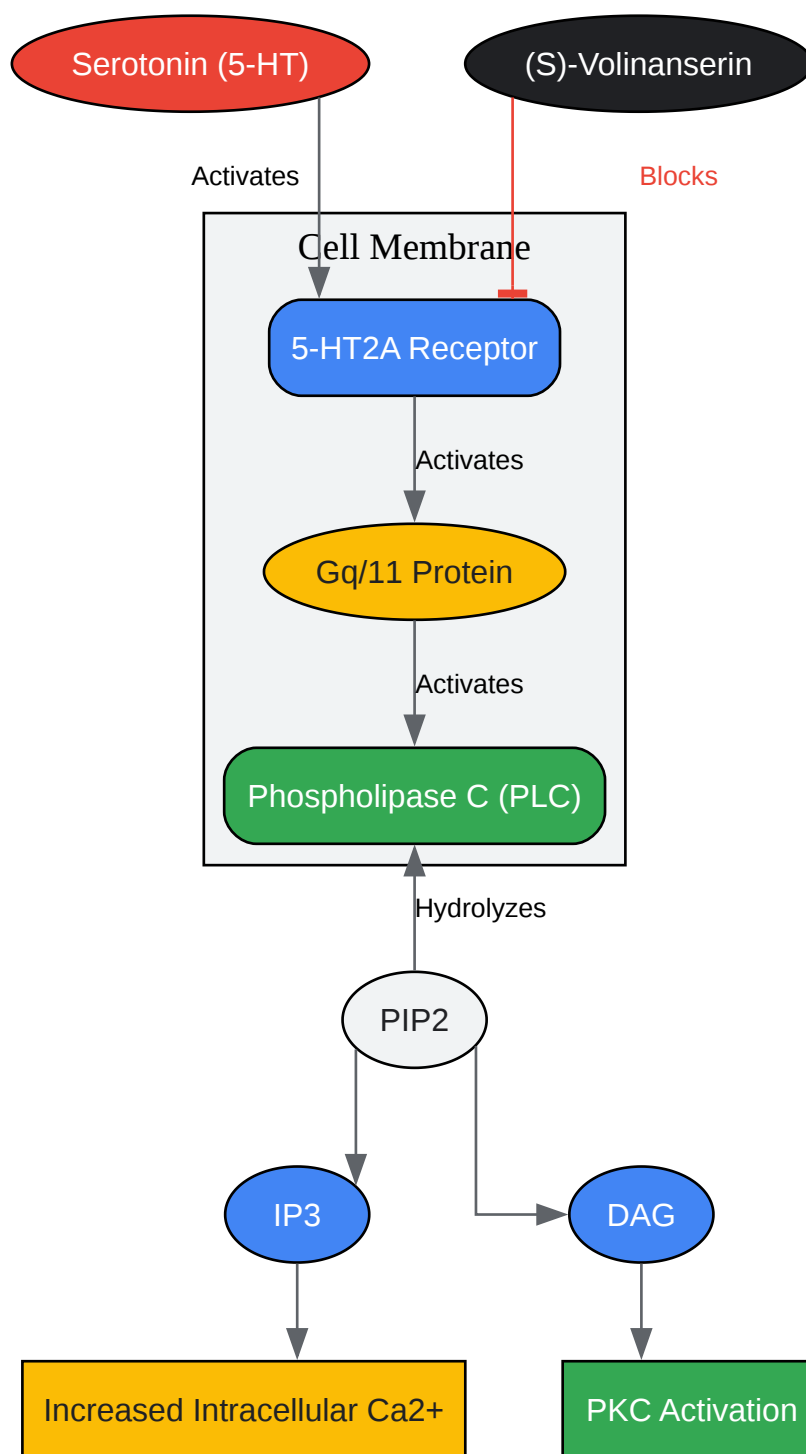 Serotonin (5-HT)
(S)-Volinanserin
Activates
Blocks
Cell Membrane
5-HT2A Receptor
Activates
Gq/11 Protein
Activates
Phospholipase C (PLC)
Hydrolyzes
PIP2
IP3
DAG
Increased Intracellular Ca2+
PKC Activation